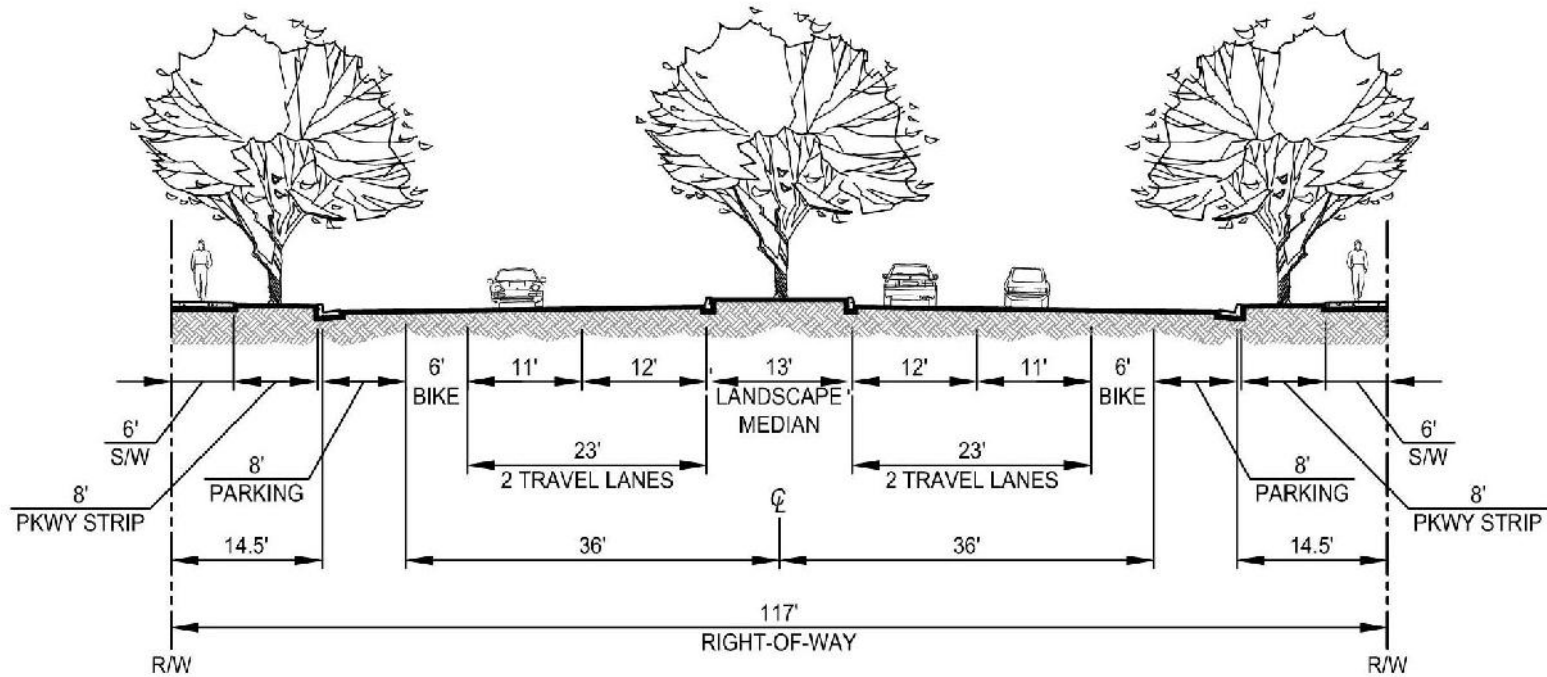 6' 11' 12' 13' 12' 11' 6'
BIKE LANDSCAPE BIKE
MEDIAN
6' 6'
S/W S/W
8' 23' 23' 8'
PARKING 2 TRAVEL LANES 2 TRAVEL LANES PARKING
8' 8'
PKWY STRIP PKWY STRIP
℄
14.5' 36' 36' 14.5'
117'
RIGHT-OF-WAY
R/W R/W